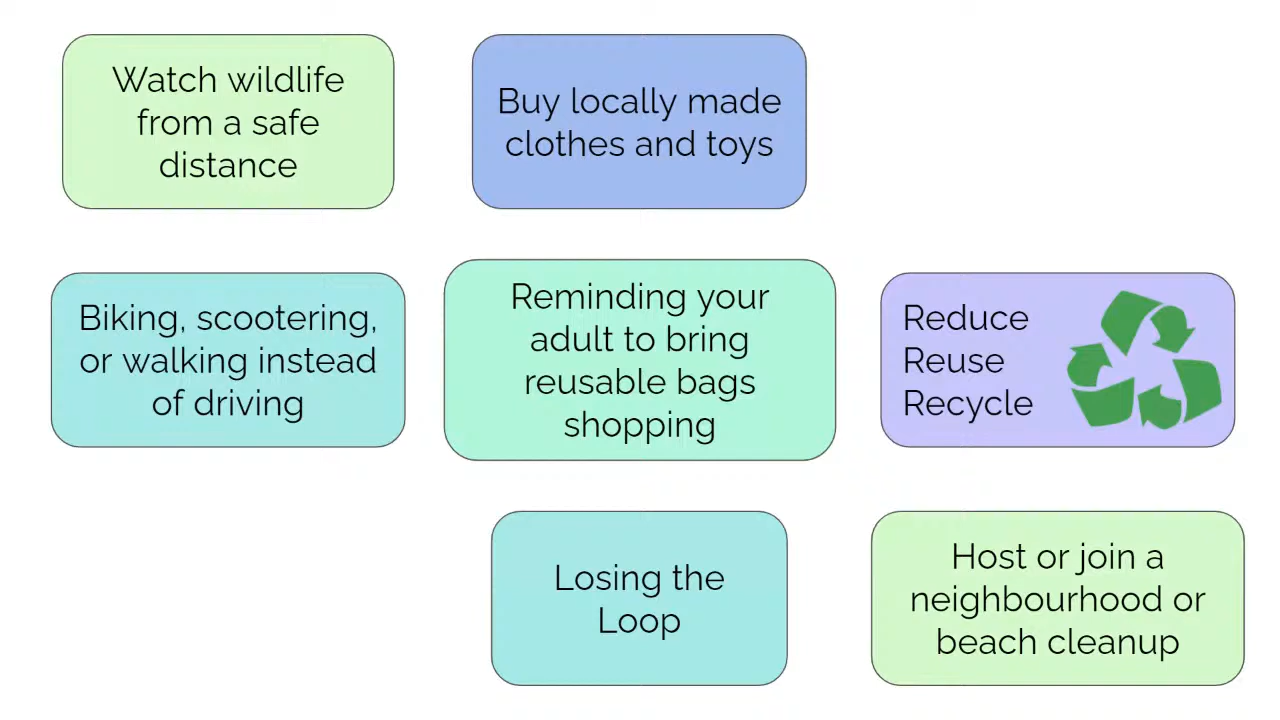 Watch wildlife
from a safe
distance
Buy locally made
clothes and toys
Biking, scootering,
or walking instead
of driving
Reminding your
adult to bring
reusable bags
shopping
Reduce
Reuse
Recycle
Losing the
Loop
Host or join a
neighbourhood or
beach cleanup